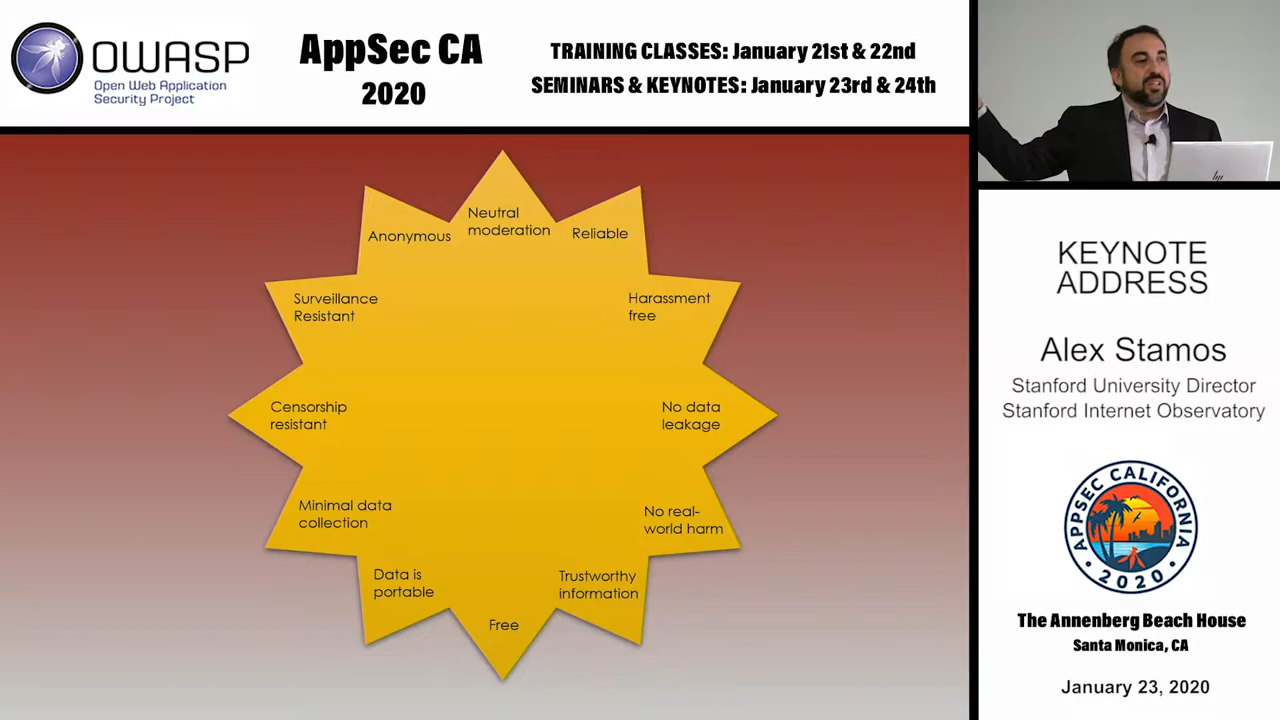 OWASP
Open Web Application
Security Project
AppSec CA
2020
TRAINING CLASSES: January 21st & 22nd
SEMINARS & KEYNOTES: January 23rd & 24th
Neutral
moderation
Anonymous
Reliable
Surveillance
Resistant
Harassment
free
Censorship
resistant
No data
leakage
Minimal data
collection
No real-
world harm
Data is
portable
Trustworthy
information
Free
hp
KEYNOTE
ADDRESS
Alex Stamos
Stanford University Director
Stanford Internet Observatory
APPSEC CALIFORNIA
• 2020 •
The Annenberg Beach House
Santa Monica, CA
January 23, 2020